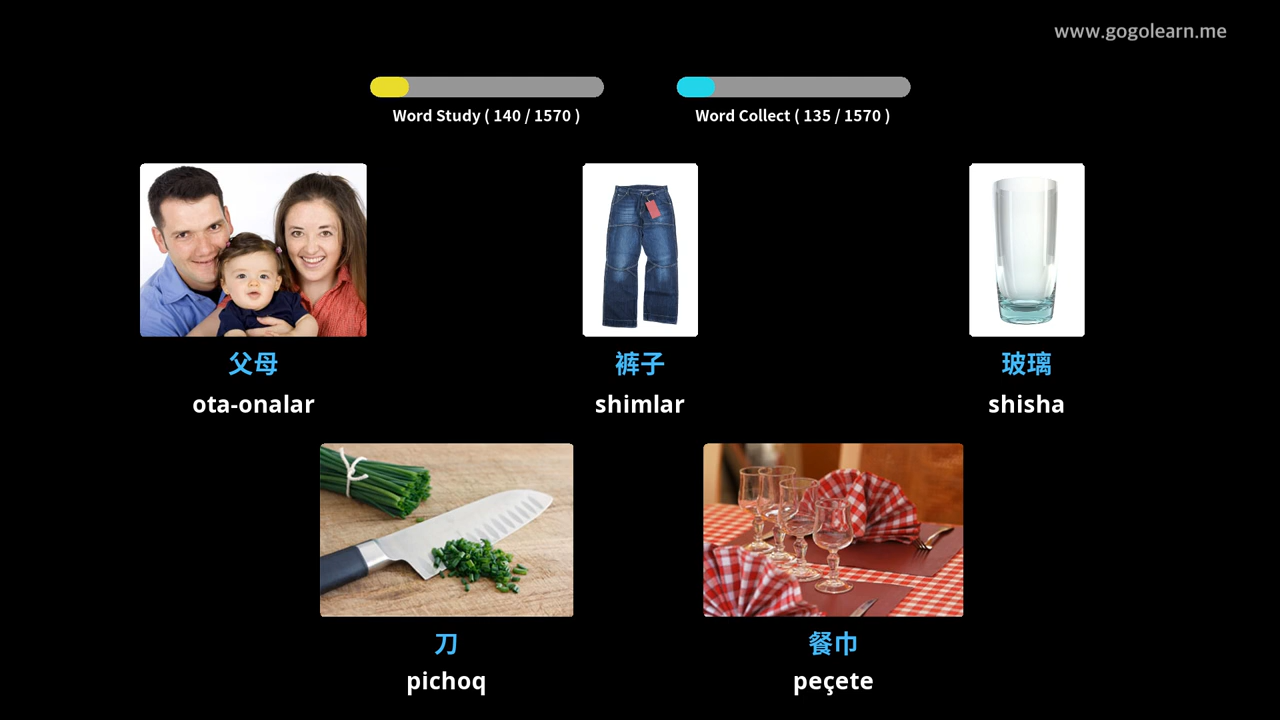 www.gogolearn.me
Word Study ( 140 / 1570 )
Word Collect ( 135 / 1570 )
父母
ota-onalar
裤子
shimlar
玻璃
shisha
刀
pichoq
餐巾
peçete